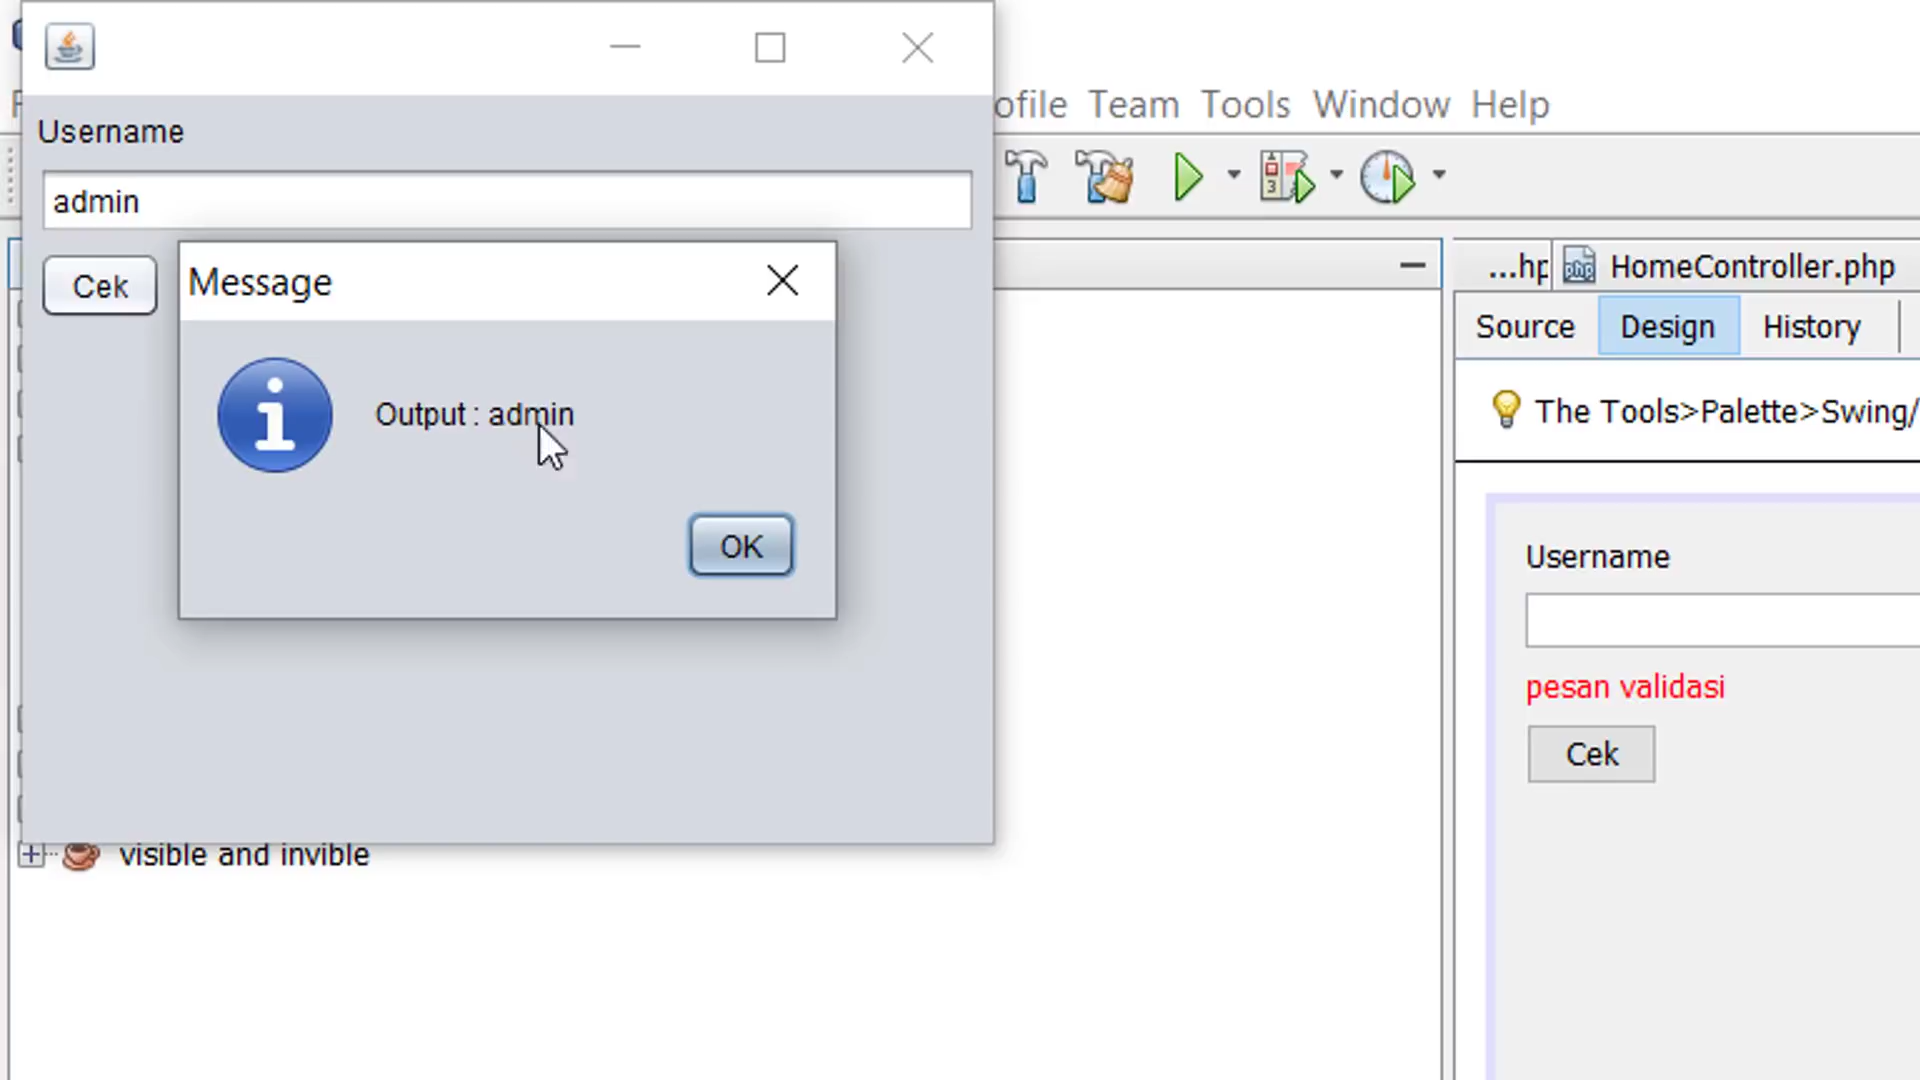 ofile Team Tools Window Help
Username
admin
Cek
Message
Output : admin
OK
visible and invible
...hp
HomeController.php
Source Design History
The Tools>Palette>Swing/
Username
pesan validasi
Cek